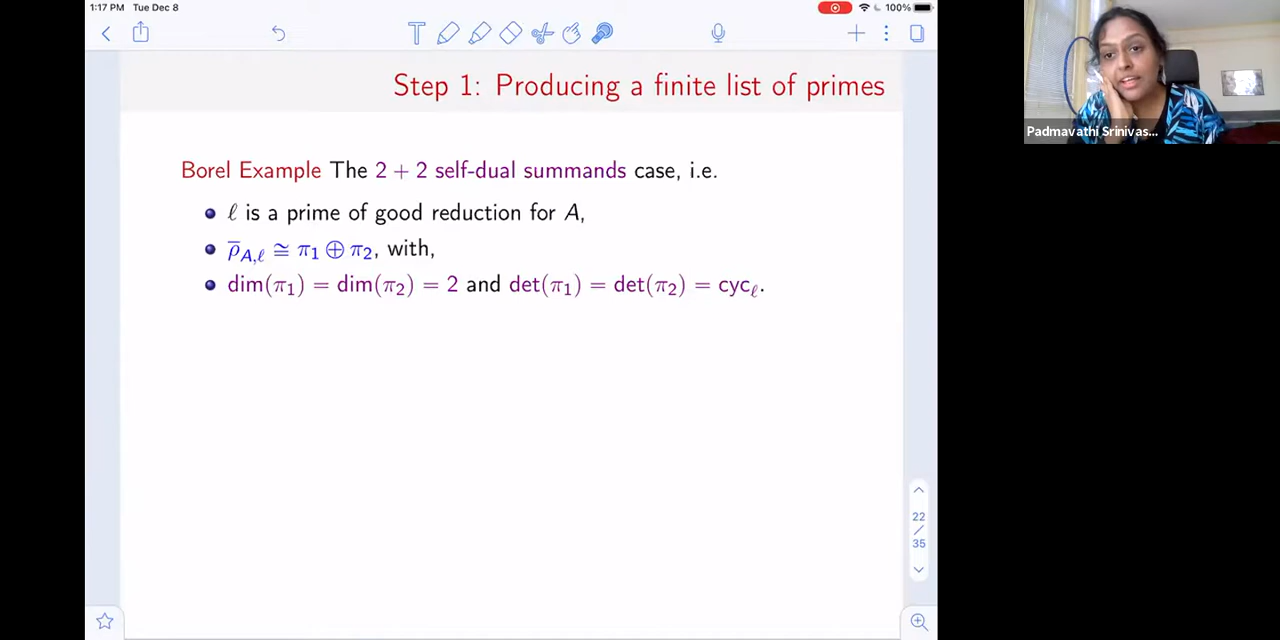 1:17 PM Tue Dec 8
100%
Step 1: Producing a finite list of primes
Padmavathi Srinivas...
Borel Example The 2 + 2 self-dual summands case, i.e.
ℓ is a prime of good reduction for A,
ρ̅_{A,ℓ} ≅ π₁ ⊕ π₂, with,
dim(π₁) = dim(π₂) = 2 and det(π₁) = det(π₂) = cyc_ℓ.
22
/
35